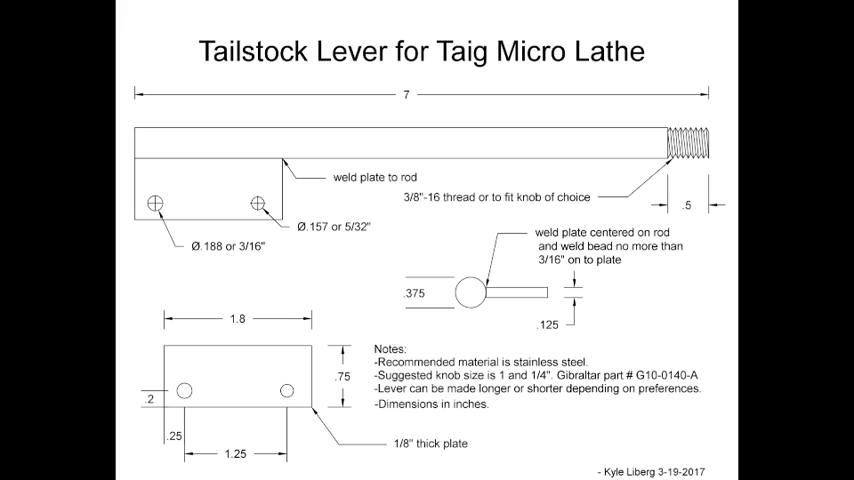 Tailstock Lever for Taig Micro Lathe
7
weld plate to rod
3/8"-16 thread or to fit knob of choice
.5
Ø.157 or 5/32"
Ø.188 or 3/16"
weld plate centered on rod
and weld bead no more than
3/16" on to plate
.375
.125
1.8
.75
.2
.25
1.25
1/8" thick plate
Notes:
-Recommended material is stainless steel.
-Suggested knob size is 1 and 1/4". Gibraltar part # G10-0140-A
-Lever can be made longer or shorter depending on preferences.
-Dimensions in inches.
- Kyle Liberg 3-19-2017